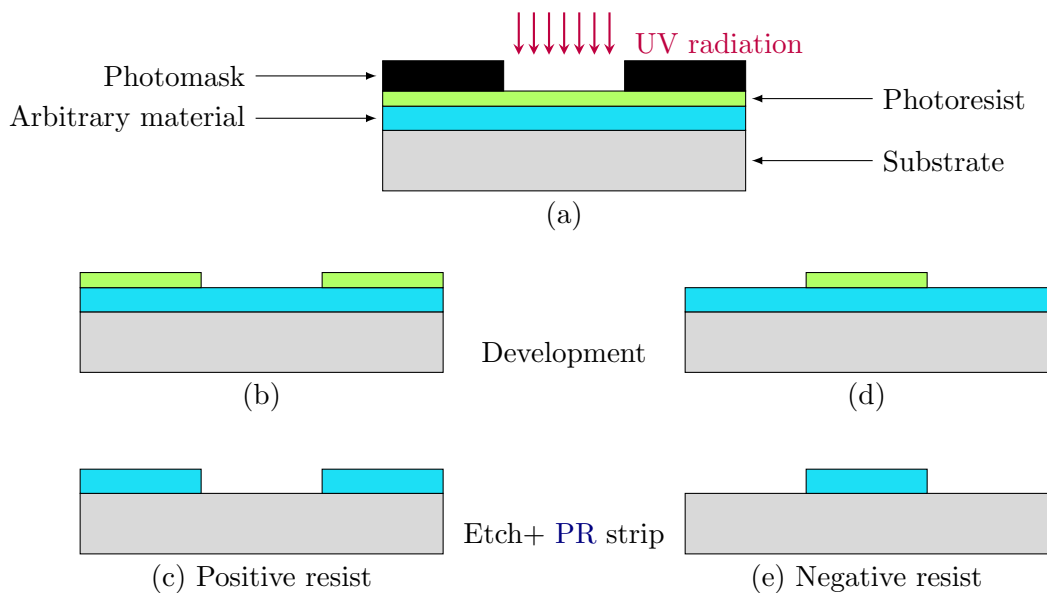 UV radiation
Photomask
Photoresist
Arbitrary material
Substrate
(a)
Development
(b)
(d)
Etch+ PR strip
(c) Positive resist
(e) Negative resist